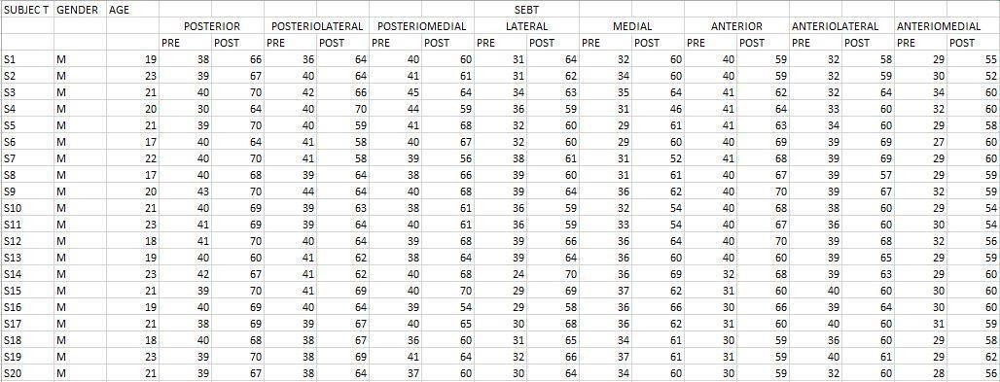 SUBJEC T GENDER AGE SEBT
POSTERIOR POSTERIOLATERAL POSTERIOMEDIAL LATERAL MEDIAL ANTERIOR ANTERIOLATERAL ANTERIOMEDIAL
PRE POST PRE POST PRE POST PRE POST PRE POST PRE POST PRE POST PRE POST
S1 M 19 38 66 36 64 40 60 31 64 32 60 40 59 32 58 29 55
S2 M 23 39 67 40 64 41 61 31 62 34 60 40 59 32 59 30 52
S3 M 21 40 70 42 66 45 64 34 63 35 64 41 62 32 64 34 60
S4 M 20 30 64 40 70 44 59 36 59 31 46 41 64 33 60 32 60
S5 M 21 39 70 40 59 41 68 32 60 29 61 41 63 34 60 29 58
S6 M 17 40 64 41 58 40 67 32 60 29 60 40 69 39 69 27 60
S7 M 22 40 70 41 58 39 56 38 61 31 52 41 68 39 69 29 60
S8 M 17 40 68 39 64 38 66 39 60 31 61 40 67 39 57 29 59
S9 M 20 43 70 44 64 40 68 39 64 36 62 40 70 39 67 32 59
S10 M 21 40 69 39 63 38 61 36 59 32 54 40 68 38 60 29 54
S11 M 23 41 69 39 64 40 61 36 59 33 54 40 67 36 60 30 54
S12 M 18 41 70 40 64 39 68 39 66 36 64 40 70 39 68 32 56
S13 M 19 40 60 41 62 38 64 39 64 36 60 40 60 39 65 29 59
S14 M 23 42 67 41 62 40 68 24 70 36 69 32 68 39 63 29 60
S15 M 21 39 70 41 69 40 70 29 69 37 62 31 60 40 60 30 60
S16 M 19 40 69 40 64 39 54 29 58 36 66 30 66 39 64 30 60
S17 M 21 38 69 39 67 40 65 30 68 36 62 31 60 40 60 31 59
S18 M 18 40 68 38 67 36 60 31 65 34 61 30 59 36 60 29 58
S19 M 23 39 70 38 69 41 64 32 66 37 61 31 59 40 61 29 62
S20 M 21 39 67 38 64 37 60 30 64 34 60 30 59 32 60 28 56